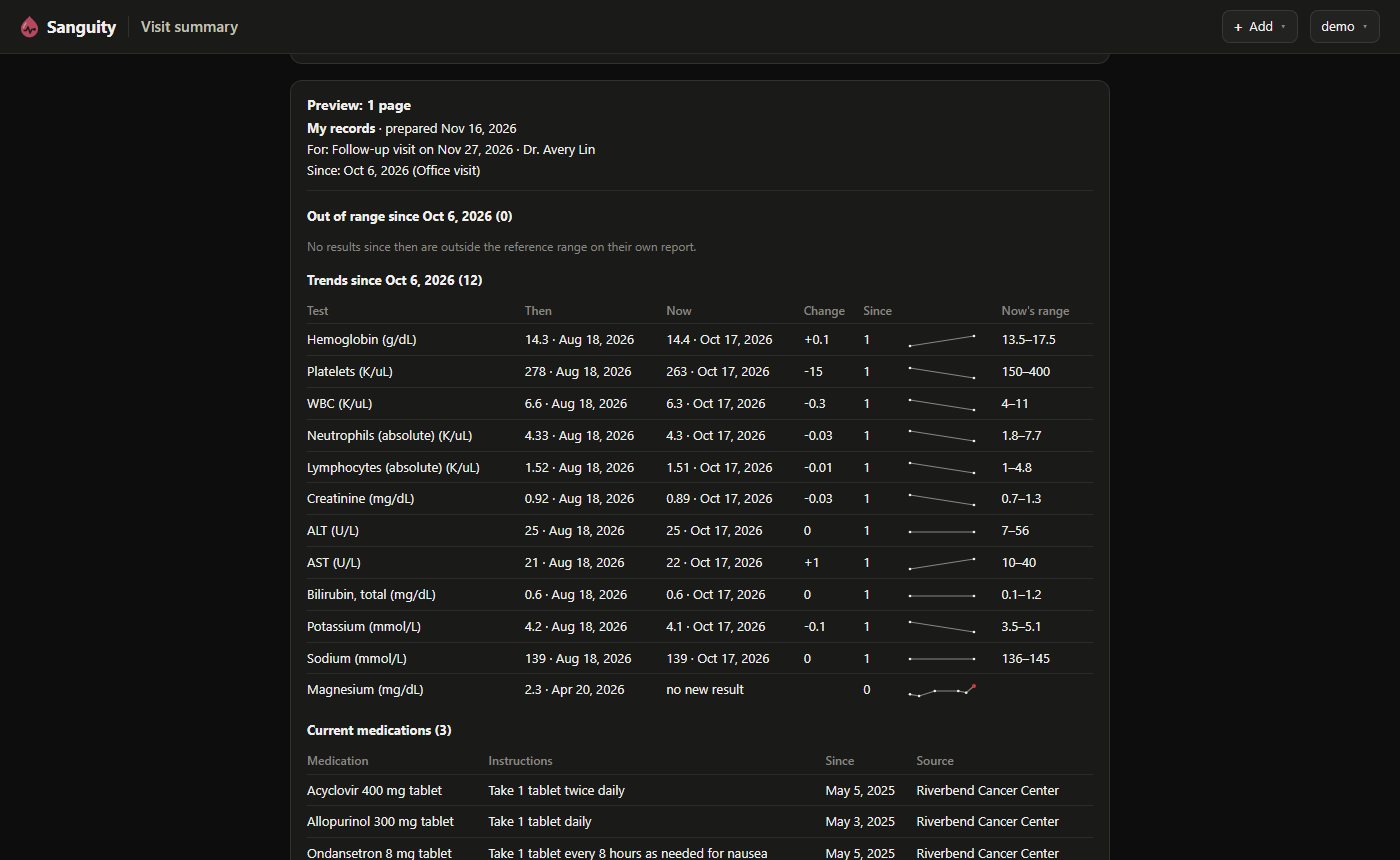 Sanguity Visit summary + Add demo
Preview: 1 page
My records · prepared Nov 16, 2026
For: Follow-up visit on Nov 27, 2026 · Dr. Avery Lin
Since: Oct 6, 2026 (Office visit)
Out of range since Oct 6, 2026 (0)
No results since then are outside the reference range on their own report.
Trends since Oct 6, 2026 (12)
Test Then Now Change Since Now's range
Hemoglobin (g/dL) 14.3 · Aug 18, 2026 14.4 · Oct 17, 2026 +0.1 1 13.5–17.5
Platelets (K/uL) 278 · Aug 18, 2026 263 · Oct 17, 2026 -15 1 150–400
WBC (K/uL) 6.6 · Aug 18, 2026 6.3 · Oct 17, 2026 -0.3 1 4–11
Neutrophils (absolute) (K/uL) 4.33 · Aug 18, 2026 4.3 · Oct 17, 2026 -0.03 1 1.8–7.7
Lymphocytes (absolute) (K/uL) 1.52 · Aug 18, 2026 1.51 · Oct 17, 2026 -0.01 1 1–4.8
Creatinine (mg/dL) 0.92 · Aug 18, 2026 0.89 · Oct 17, 2026 -0.03 1 0.7–1.3
ALT (U/L) 25 · Aug 18, 2026 25 · Oct 17, 2026 0 1 7–56
AST (U/L) 21 · Aug 18, 2026 22 · Oct 17, 2026 +1 1 10–40
Bilirubin, total (mg/dL) 0.6 · Aug 18, 2026 0.6 · Oct 17, 2026 0 1 0.1–1.2
Potassium (mmol/L) 4.2 · Aug 18, 2026 4.1 · Oct 17, 2026 -0.1 1 3.5–5.1
Sodium (mmol/L) 139 · Aug 18, 2026 139 · Oct 17, 2026 0 1 136–145
Magnesium (mg/dL) 2.3 · Apr 20, 2026 no new result 0
Current medications (3)
Medication Instructions Since Source
Acyclovir 400 mg tablet Take 1 tablet twice daily May 5, 2025 Riverbend Cancer Center
Allopurinol 300 mg tablet Take 1 tablet daily May 3, 2025 Riverbend Cancer Center
Ondansetron 8 mg tablet Take 1 tablet every 8 hours as needed for nausea May 5, 2025 Riverbend Cancer Center